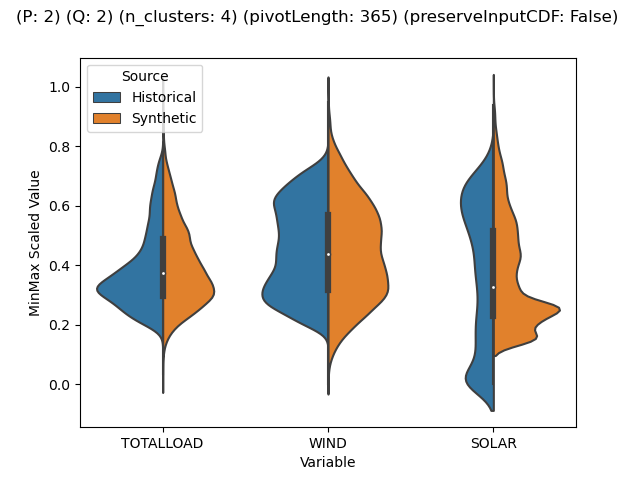 (P: 2) (Q: 2) (n_clusters: 4) (pivotLength: 365) (preserveInputCDF: False)
Source
Historical
Synthetic
MinMax Scaled Value
1.0
0.8
0.6
0.4
0.2
0.0
TOTALLOAD WIND SOLAR
Variable